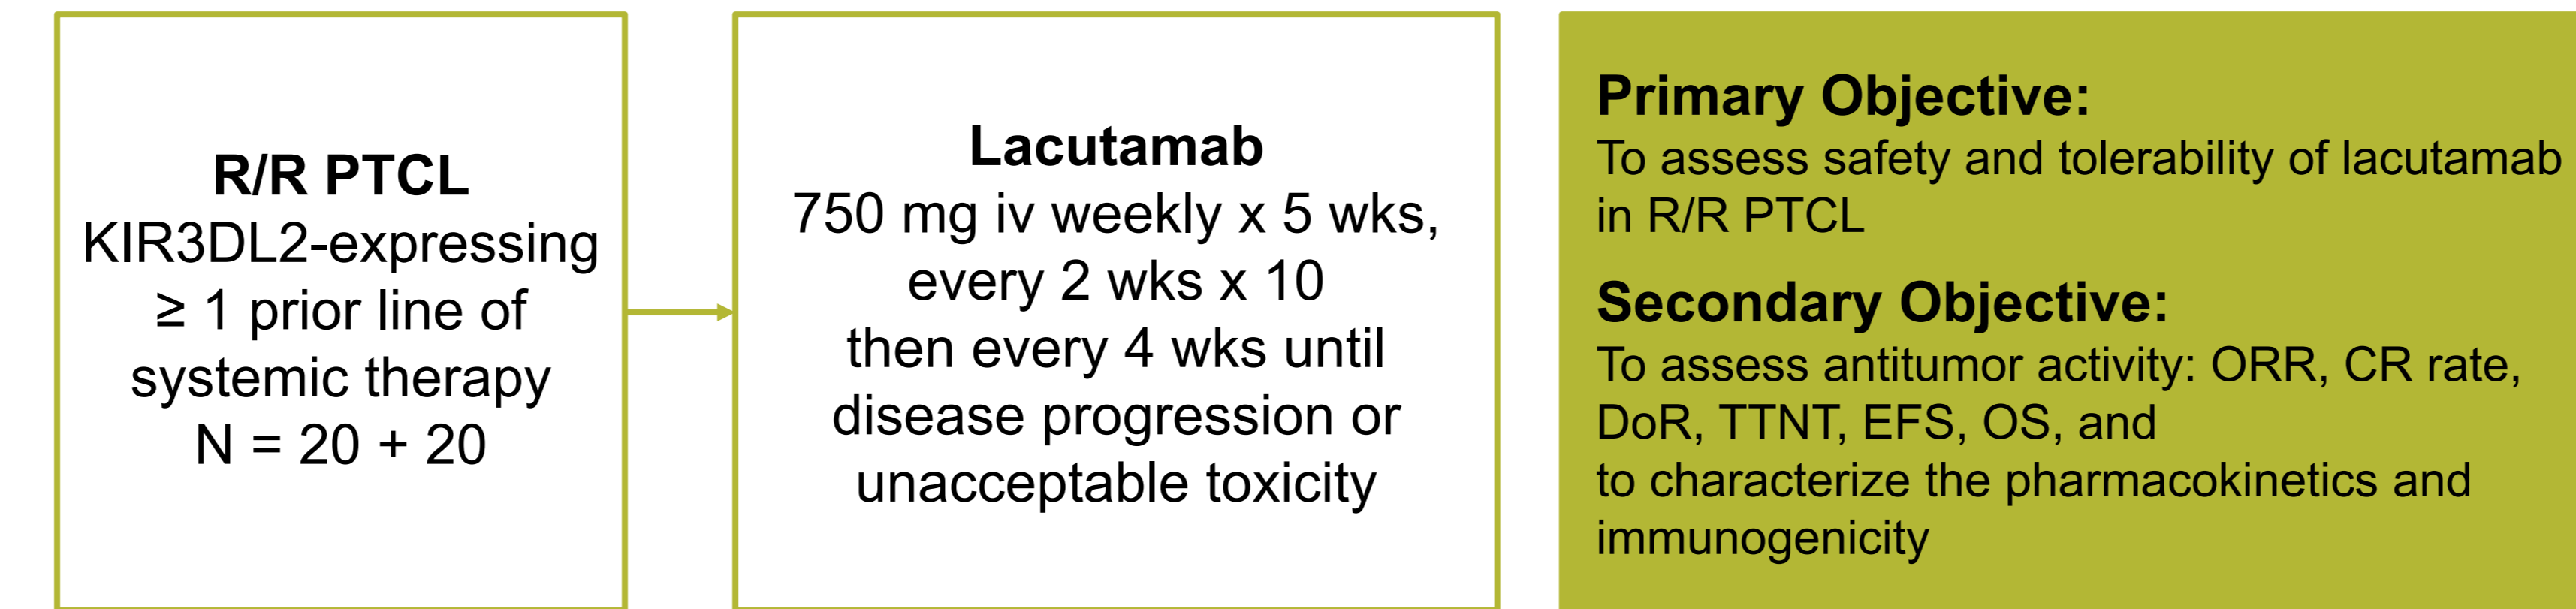 R/R PTCL
KIR3DL2-expressing
≥ 1 prior line of
systemic therapy
N = 20 + 20
Lacutamab
750 mg iv weekly x 5 wks,
every 2 wks x 10
then every 4 wks until
disease progression or
unacceptable toxicity
Primary Objective:
To assess safety and tolerability of lacutamab
in R/R PTCL
Secondary Objective:
To assess antitumor activity: ORR, CR rate,
DoR, TTNT, EFS, OS, and
to characterize the pharmacokinetics and
immunogenicity